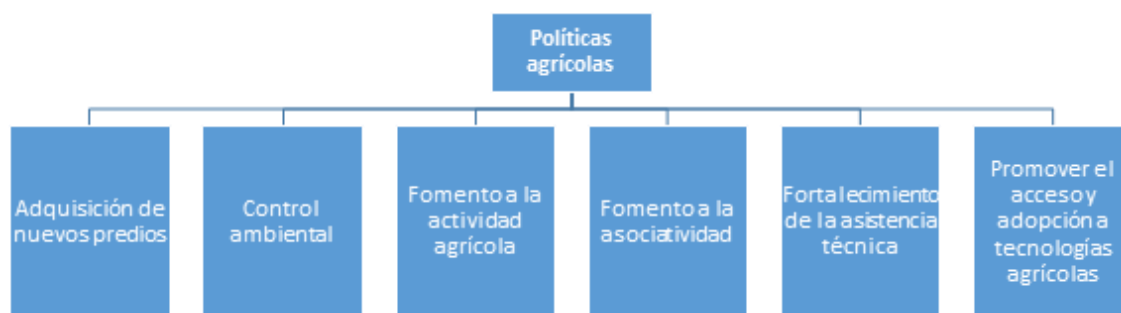 Políticas
agrícolas
Adquisición de
nuevos predios
Control
ambiental
Fomento a la
actividad
agrícola
Fomento a la
asociatividad
Fortalecimiento
de la asistencia
técnica
Promover el
acceso y
adopción a
tecnologías
agrícolas